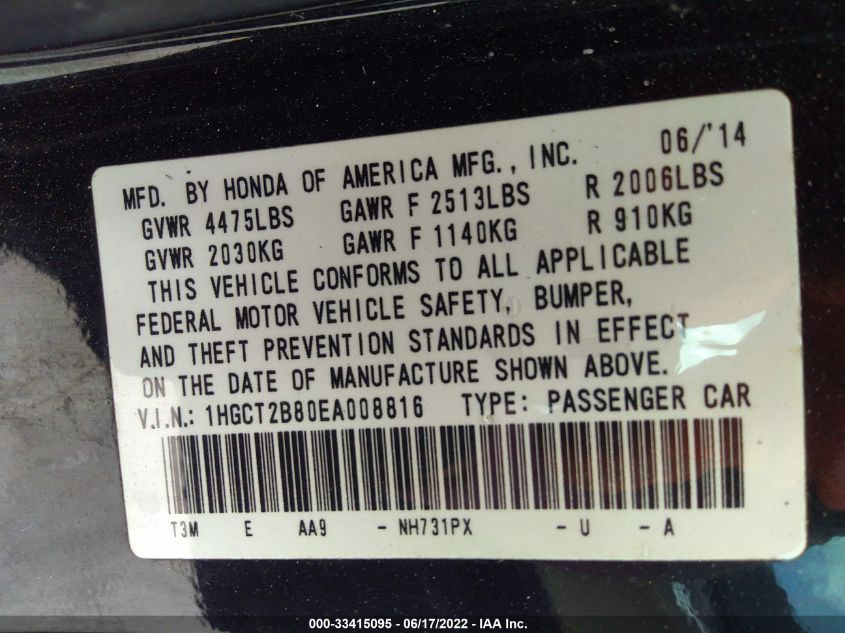 MFD. BY HONDA OF AMERICA MFG., INC. 06/'14
GVWR 4475LBS GAWR F 2513LBS R 2006LBS
GVWR 2030KG GAWR F 1140KG R 910KG
THIS VEHICLE CONFORMS TO ALL APPLICABLE
FEDERAL MOTOR VEHICLE SAFETY, BUMPER,
AND THEFT PREVENTION STANDARDS IN EFFECT
ON THE DATE OF MANUFACTURE SHOWN ABOVE.
V.I.N.: 1HGCT2B80EA008816 TYPE: PASSENGER CAR
T3M E AA9 - NH731PX - U - A
000-33415095 - 06/17/2022 - IAA Inc.